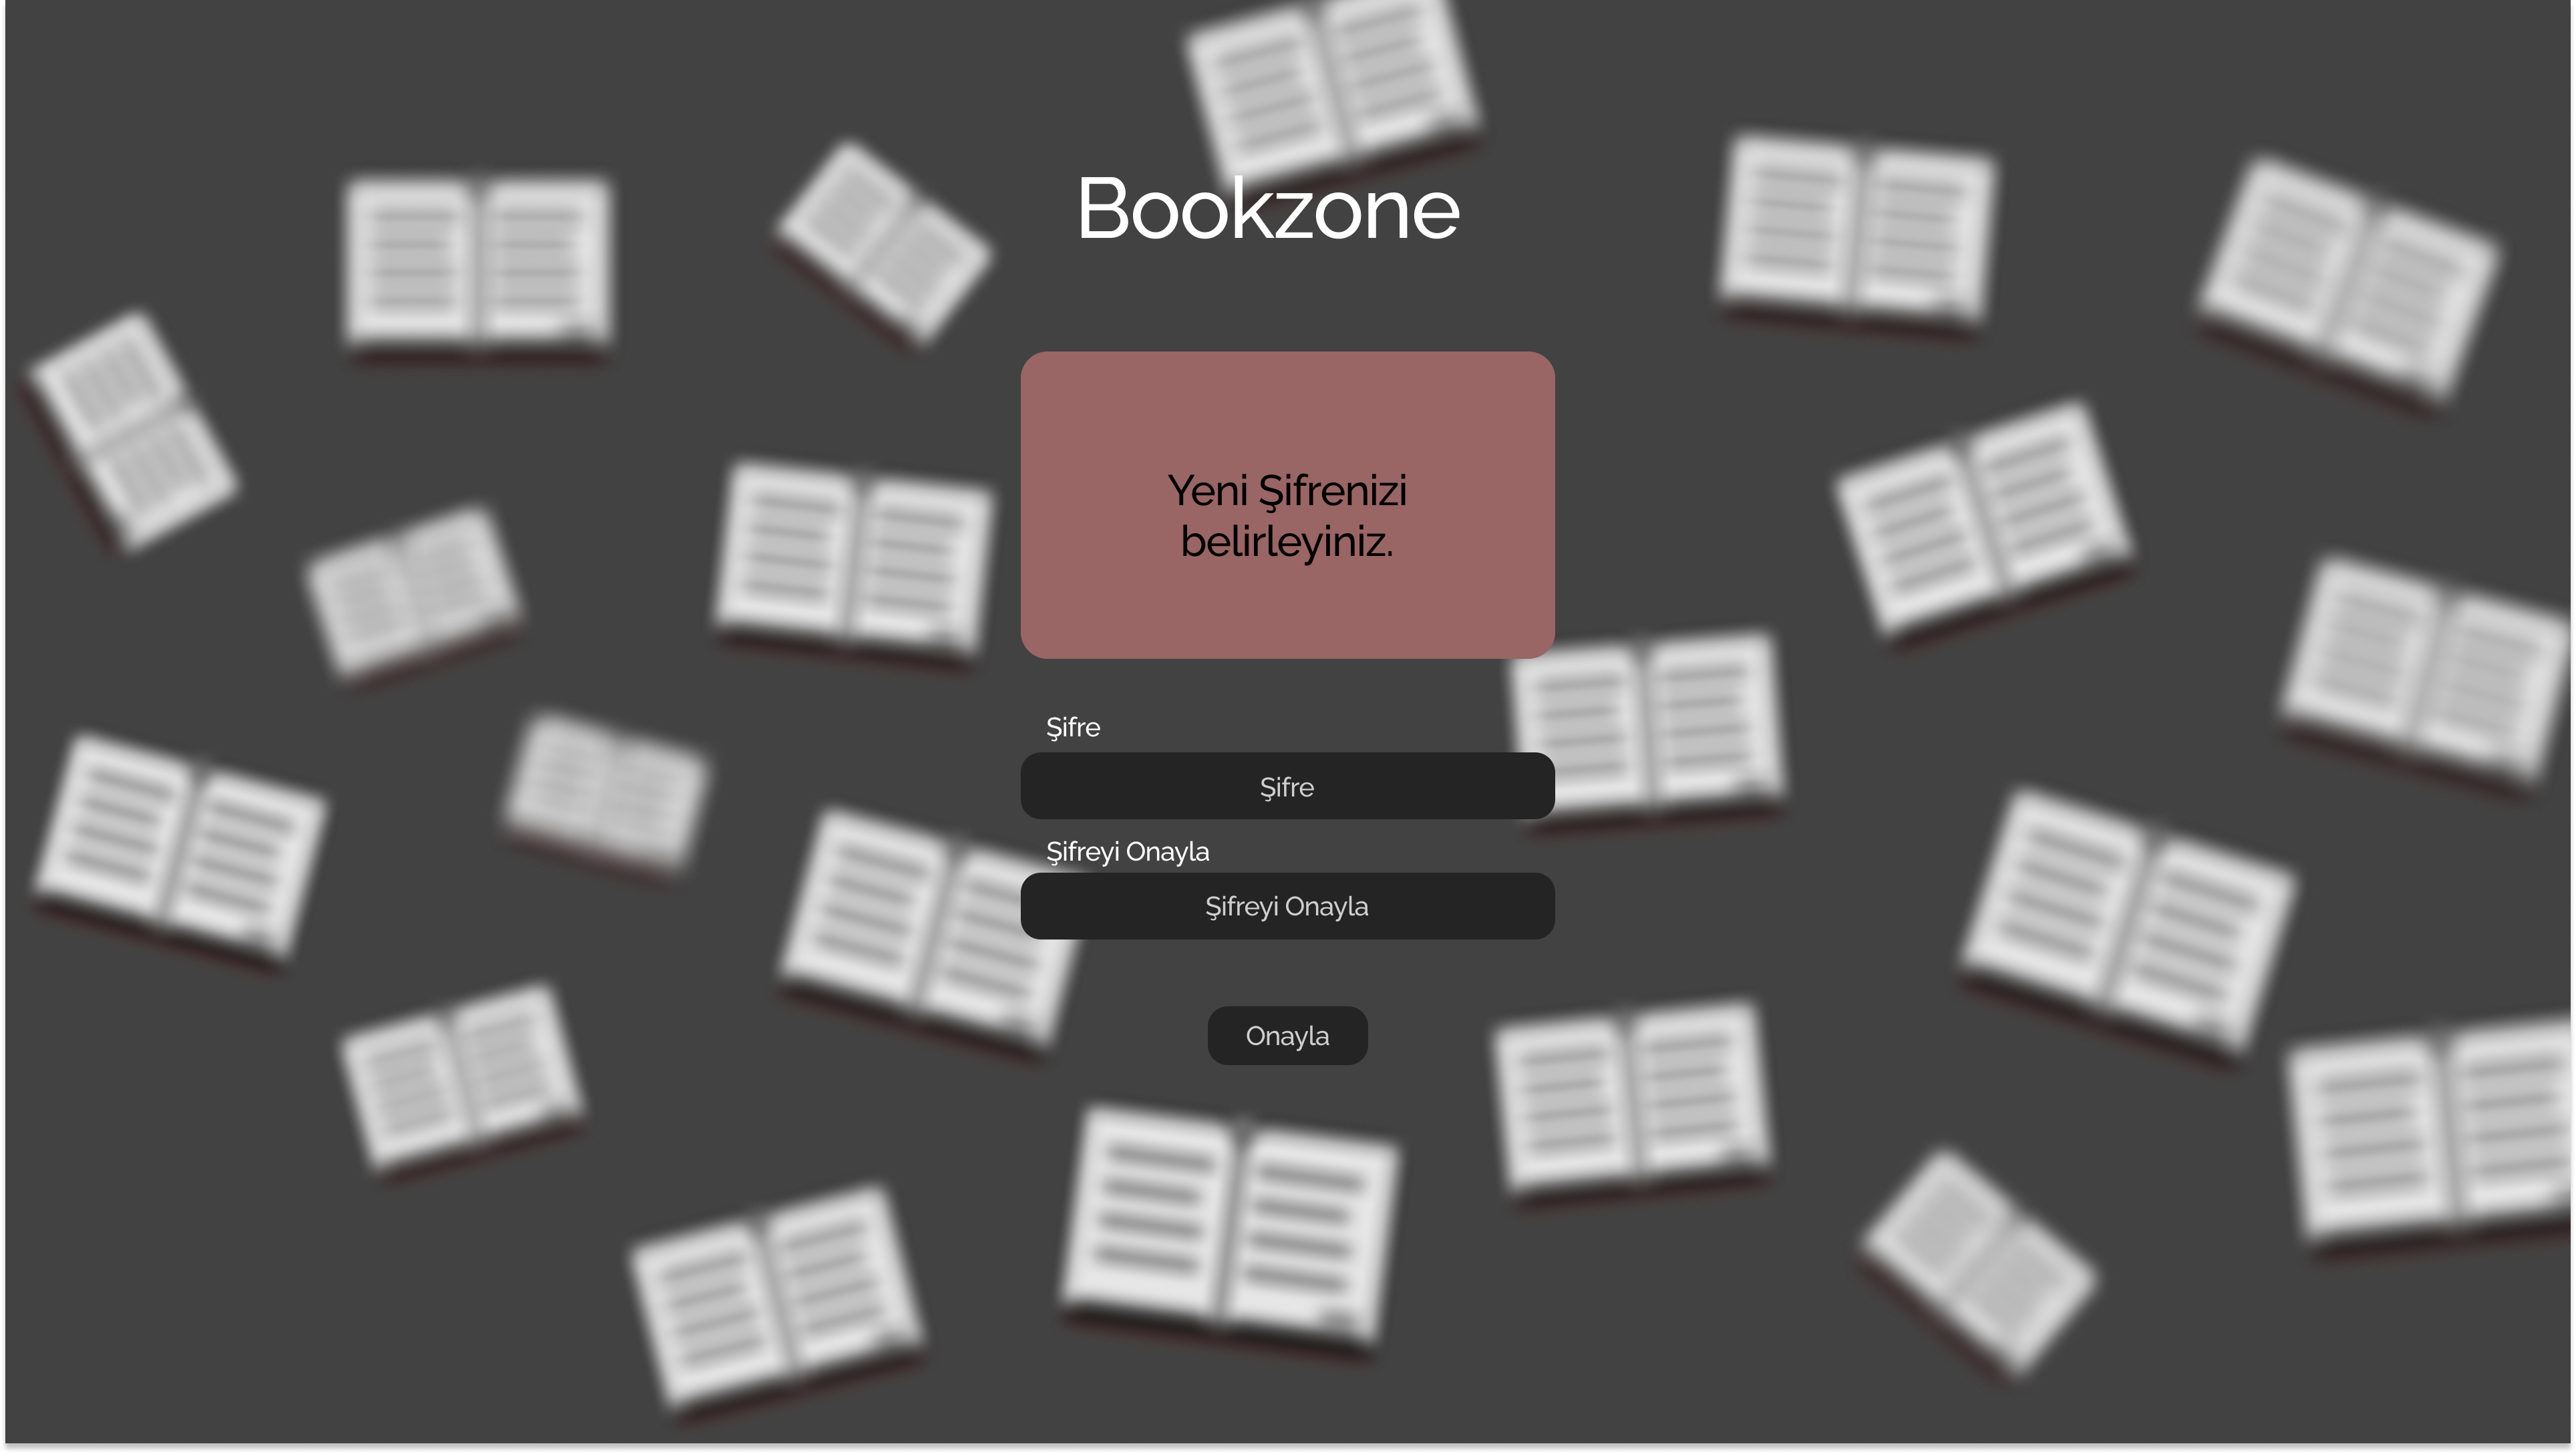 Bookzone
Yeni Şifrenizi
belirleyiniz.
Şifre
Şifre
Şifreyi Onayla
Şifreyi Onayla
Onayla